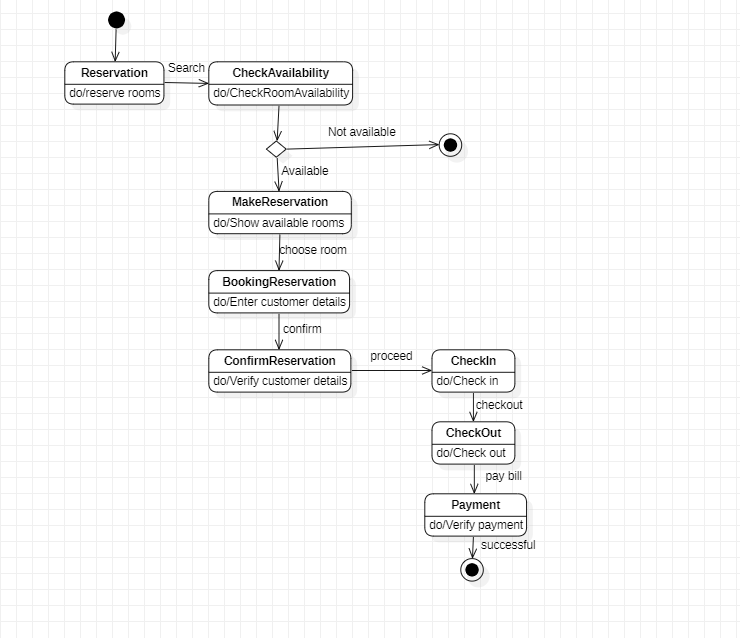 Reservation
do/reserve rooms
Search
CheckAvailability
do/CheckRoomAvailability
Not available
Available
MakeReservation
do/Show available rooms
choose room
BookingReservation
do/Enter customer details
confirm
ConfirmReservation
do/Verify customer details
proceed
CheckIn
do/Check in
checkout
CheckOut
do/Check out
pay bill
Payment
do/Verify payment
successful